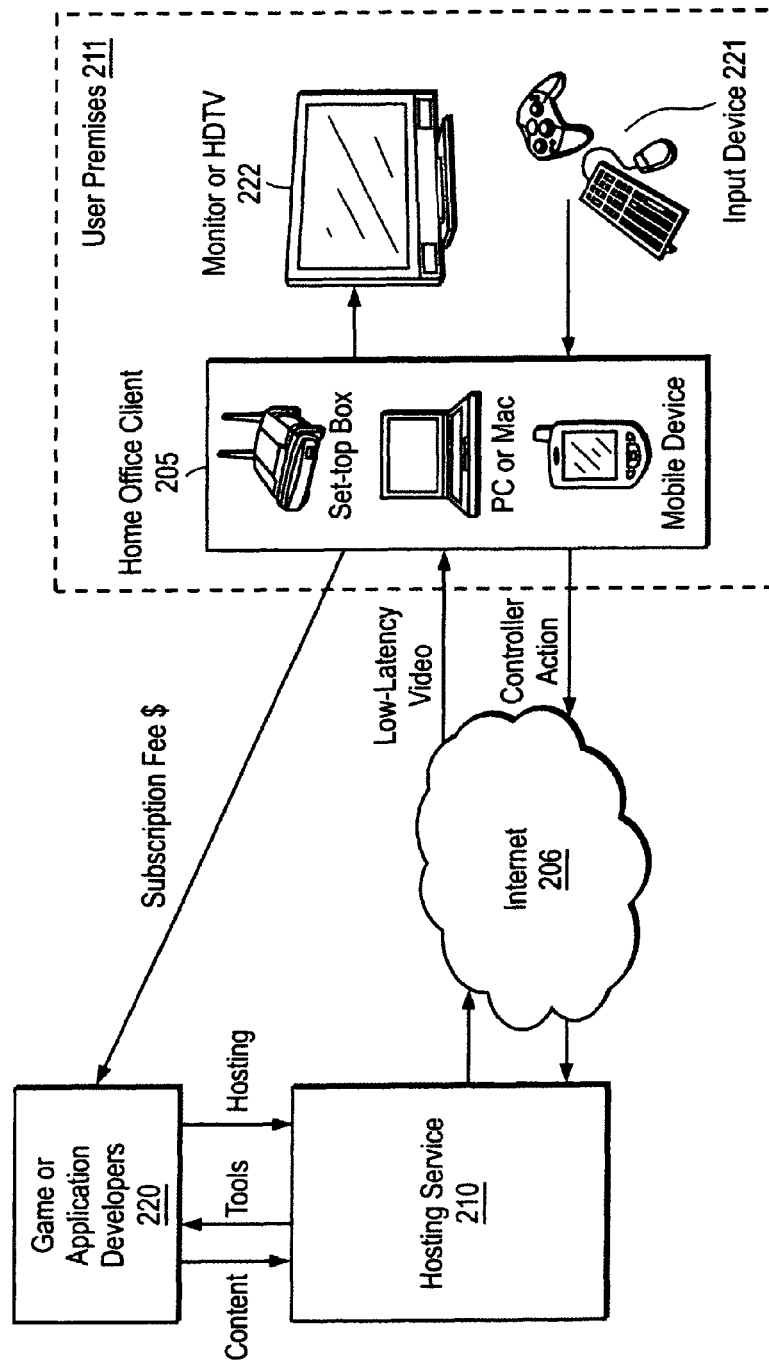 User Premises 211
Home Office Client
205
Monitor or HDTV
222
Set-top Box
PC or Mac
Mobile Device
Input Device 221
Subscription Fee $
Low-Latency
Video
Controller
Action
Internet
206
Game or
Application
Developers
220
Content
Tools
Hosting
Hosting Service
210